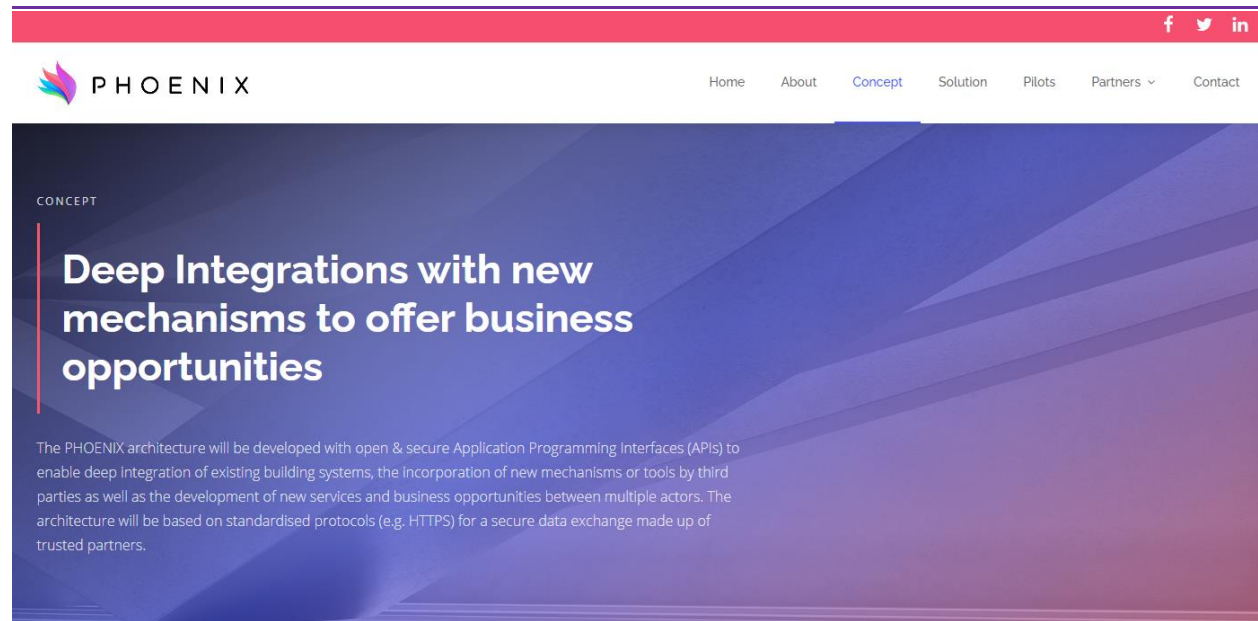 PHOENIX
Home About Concept Solution Pilots Partners Contact
CONCEPT
Deep Integrations with new
mechanisms to offer business
opportunities
The PHOENIX architecture will be developed with open & secure Application Programming Interfaces (APIs) to
enable deep integration of existing building systems, the incorporation of new mechanisms or tools by third
parties as well as the development of new services and business opportunities between multiple actors. The
architecture will be based on standardised protocols (e.g. HTTPS) for a secure data exchange made up of
trusted partners.